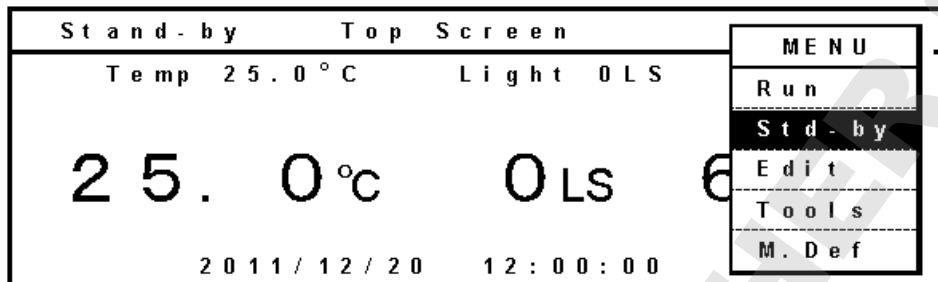 Stand-by Top Screen
Temp 25.0°C Light 0LS
25.0°C 0LS 6
2011/12/20 12:00:00
MENU
Run
Std-by
Edit
Tools
M.Def